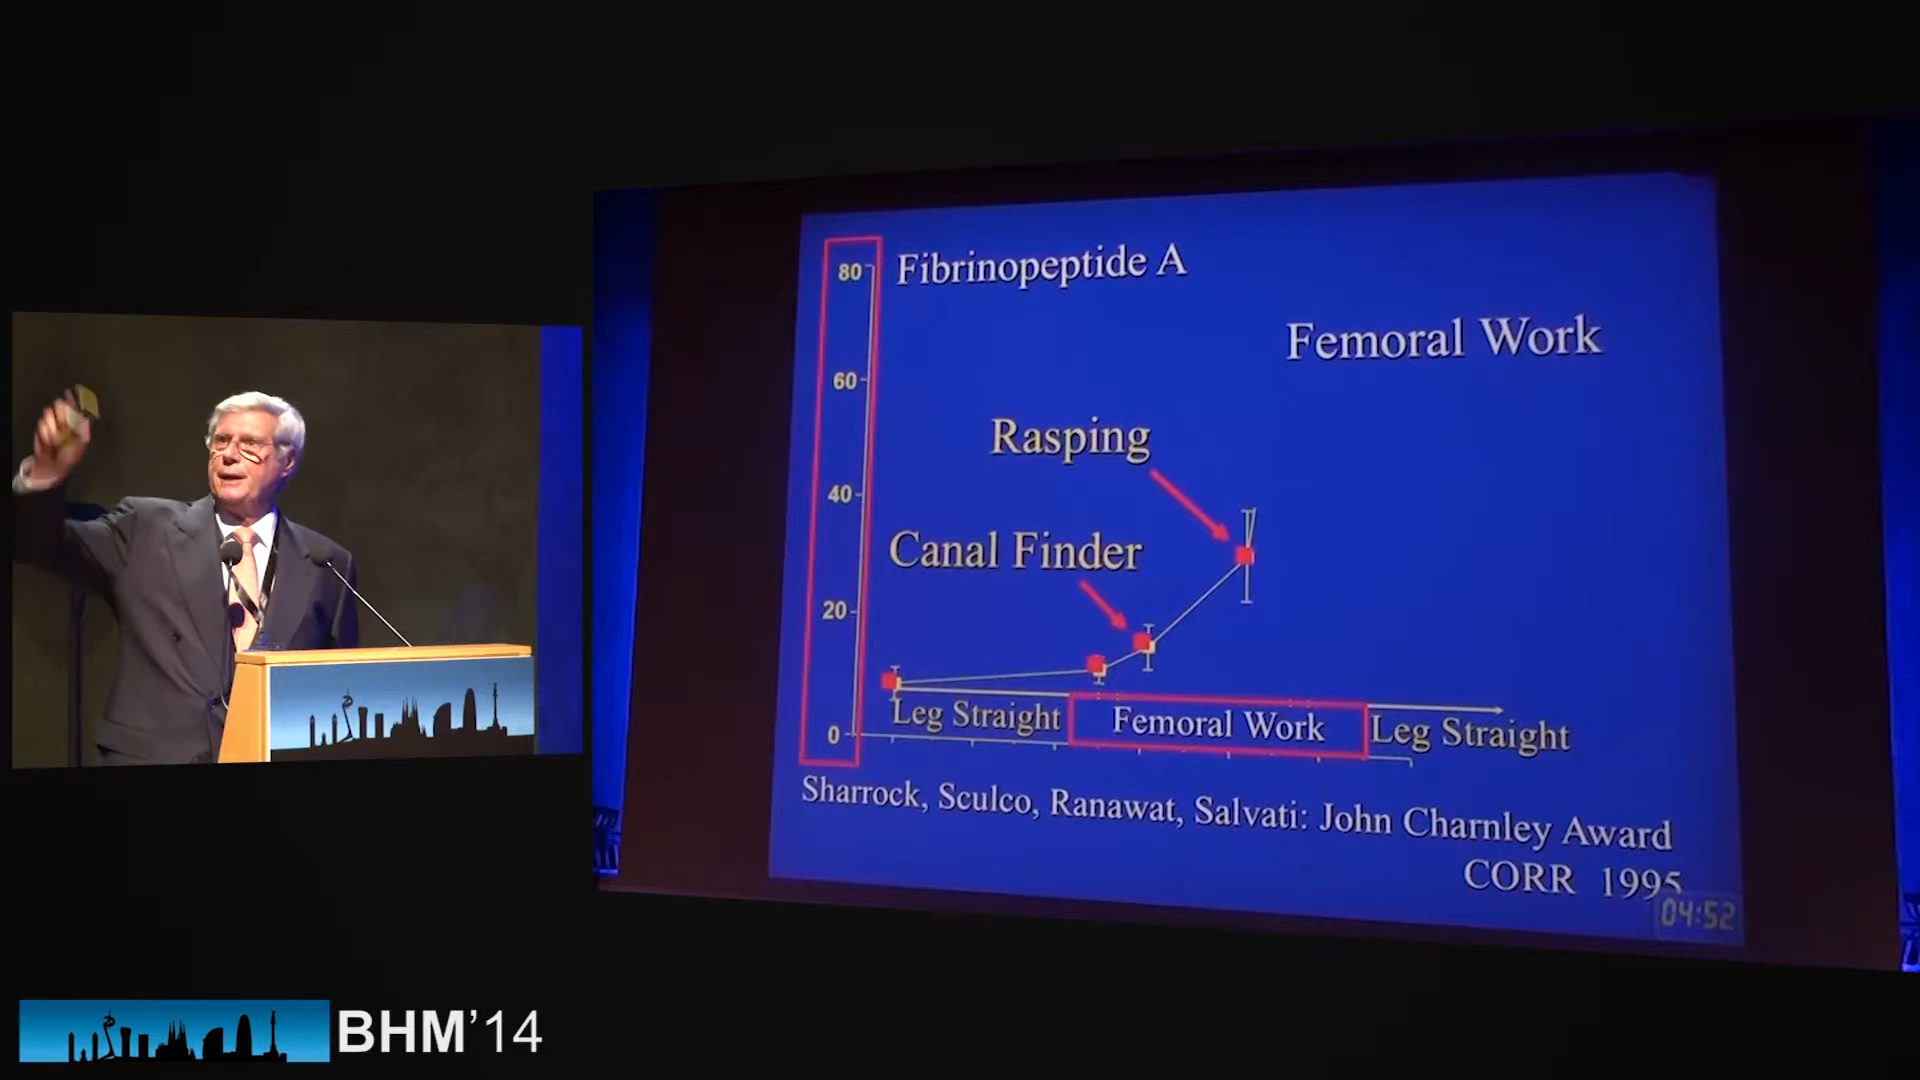 80
Fibrinopeptide A
Femoral Work
60
Rasping
40
Canal Finder
20
Leg Straight
Femoral Work
Leg Straight
0
Sharrock, Sculco, Ranawat, Salvati: John Charnley Award
CORR 1995
04:52
BHM'14